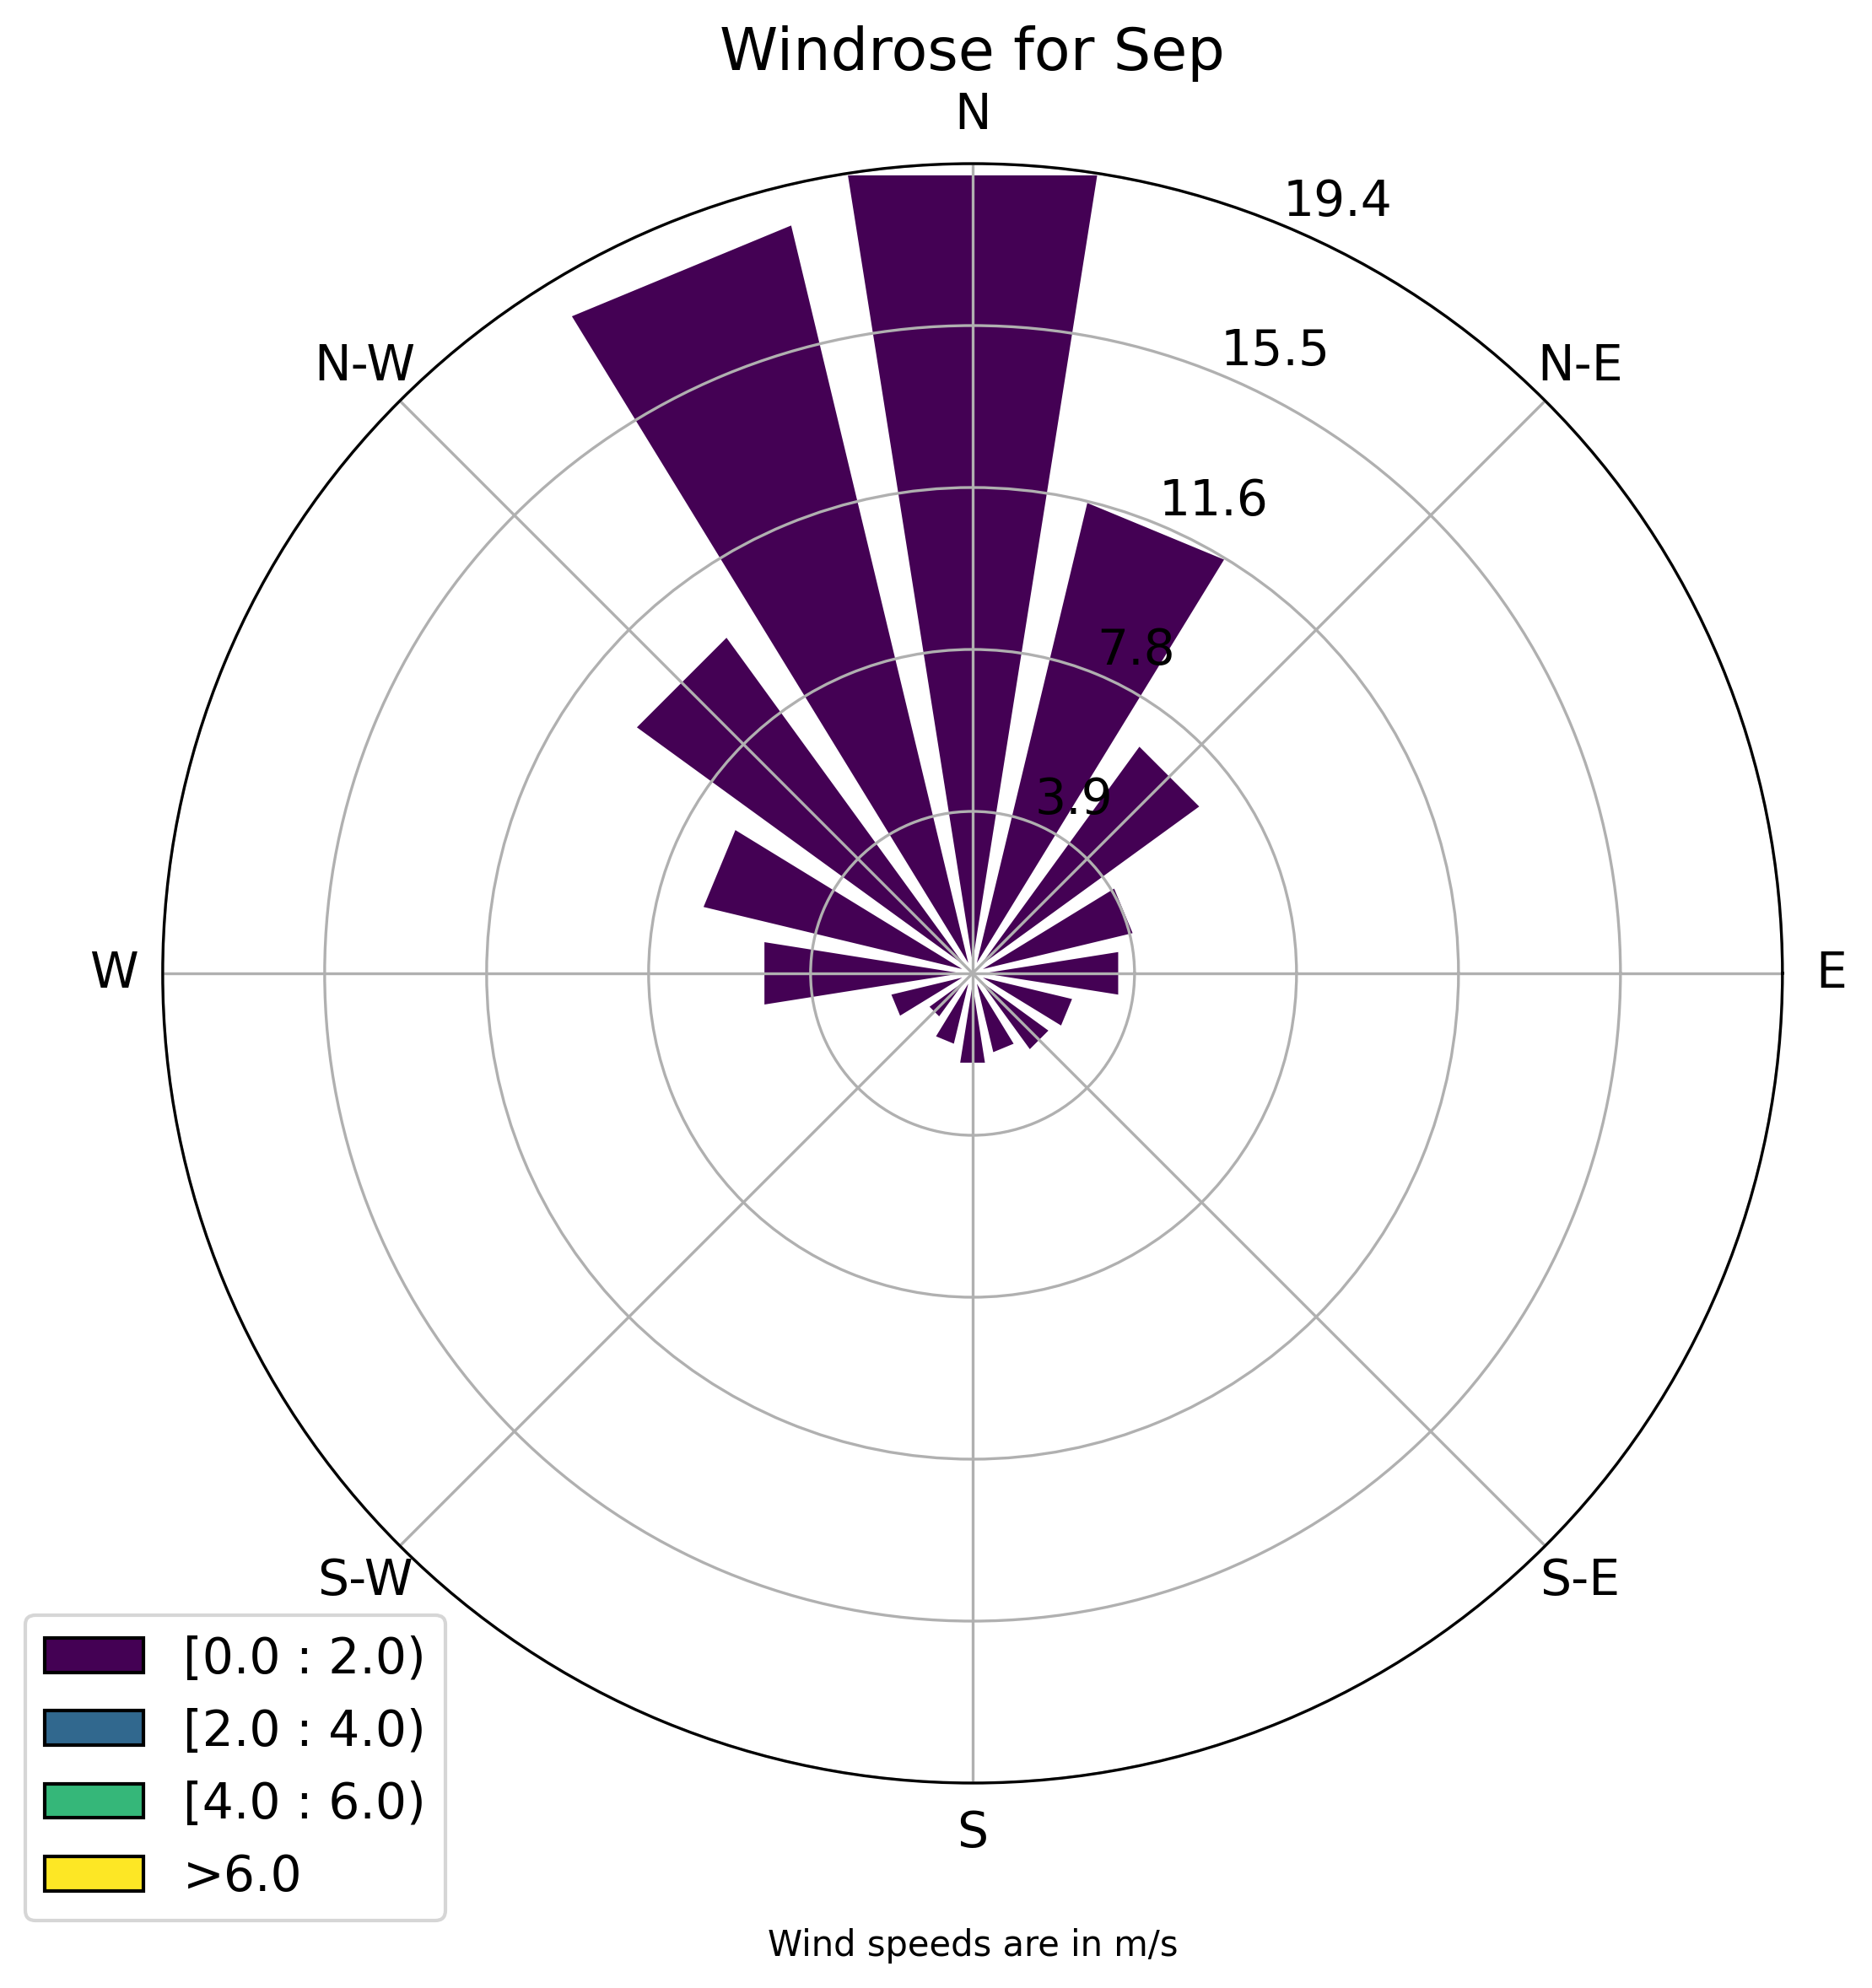 Windrose for Sep
N
19.4
N-W
15.5
N-E
11.6
7.8
3.9
W
E
S-W
S-E
[0.0 : 2.0)
[2.0 : 4.0)
[4.0 : 6.0)
S
>6.0
Wind speeds are in m/s